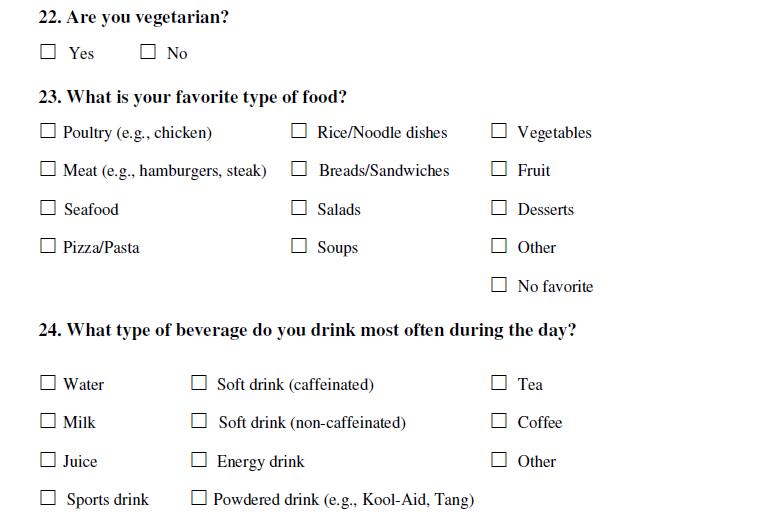 22. Are you vegetarian?
Yes No
23. What is your favorite type of food?
Poultry (e.g., chicken) Rice/Noodle dishes Vegetables
Meat (e.g., hamburgers, steak) Breads/Sandwiches Fruit
Seafood Salads Desserts
Pizza/Pasta Soups Other
No favorite
24. What type of beverage do you drink most often during the day?
Water Soft drink (caffeinated) Tea
Milk Soft drink (non-caffeinated) Coffee
Juice Energy drink Other
Sports drink Powdered drink (e.g., Kool-Aid, Tang)